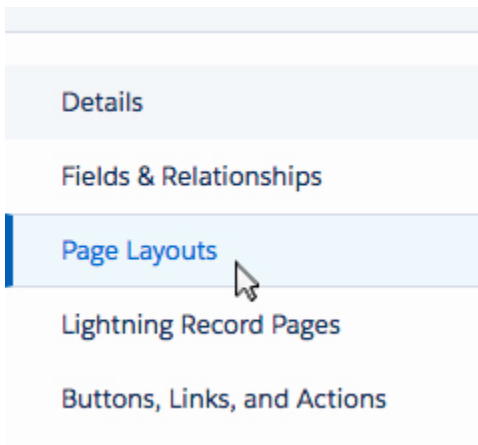 Details
Fields & Relationships
Page Layouts
Lightning Record Pages
Buttons, Links, and Actions